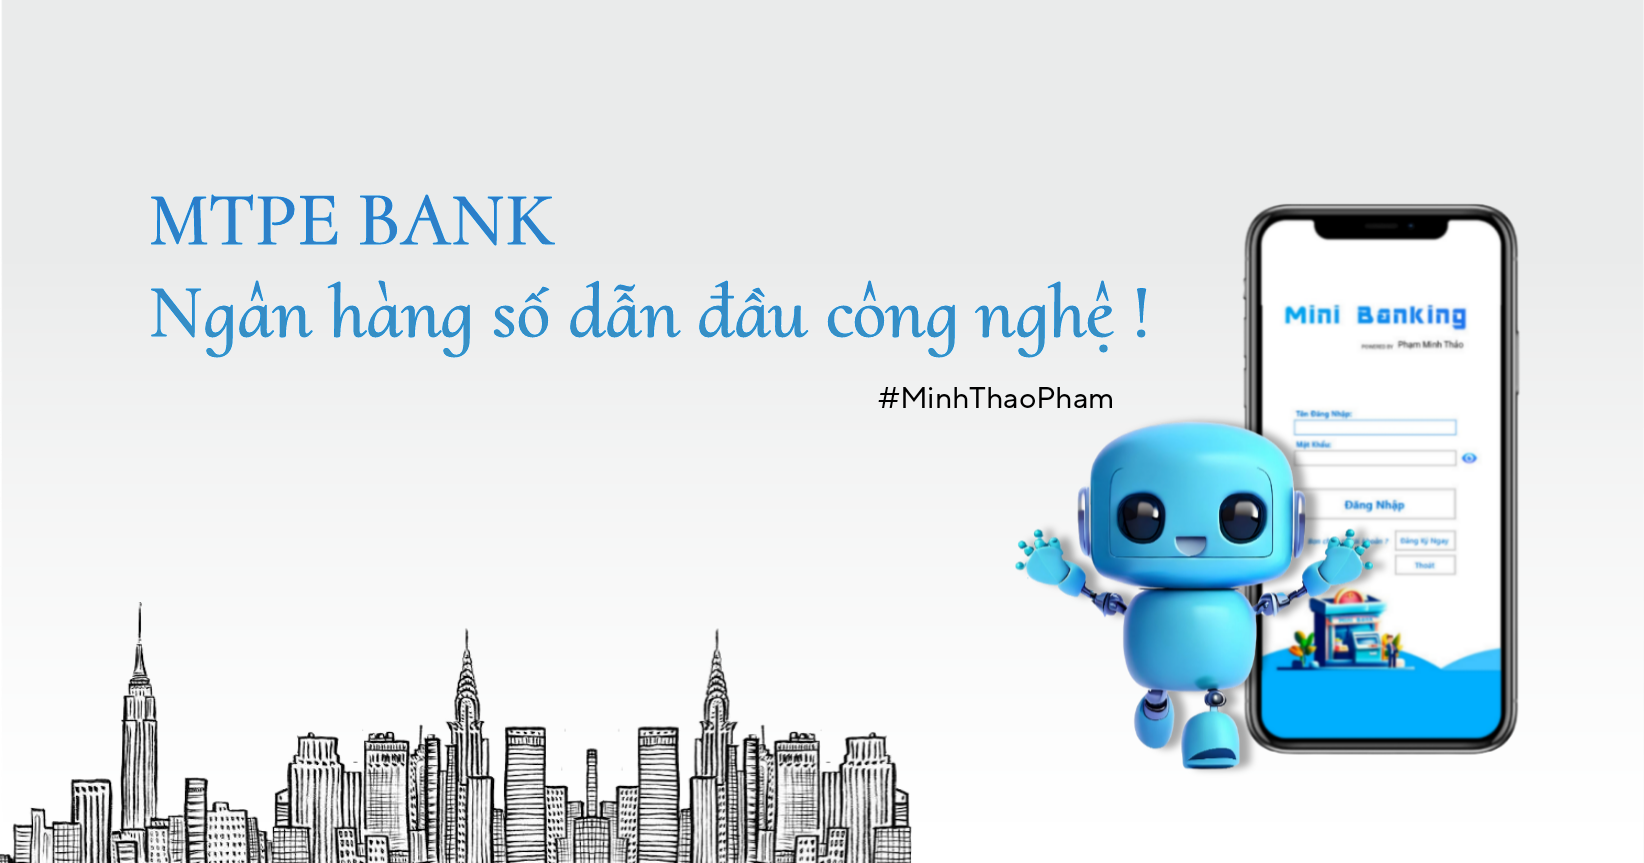 MTPE BANK
Ngân hàng số dẫn đầu công nghệ !
#MinhThaoPham
Mini Banking
POWERED BY Phạm Minh Thảo
Tên Đăng Nhập:
Mật Khẩu:
Đăng Nhập
Đăng Ký Ngay
Thoát